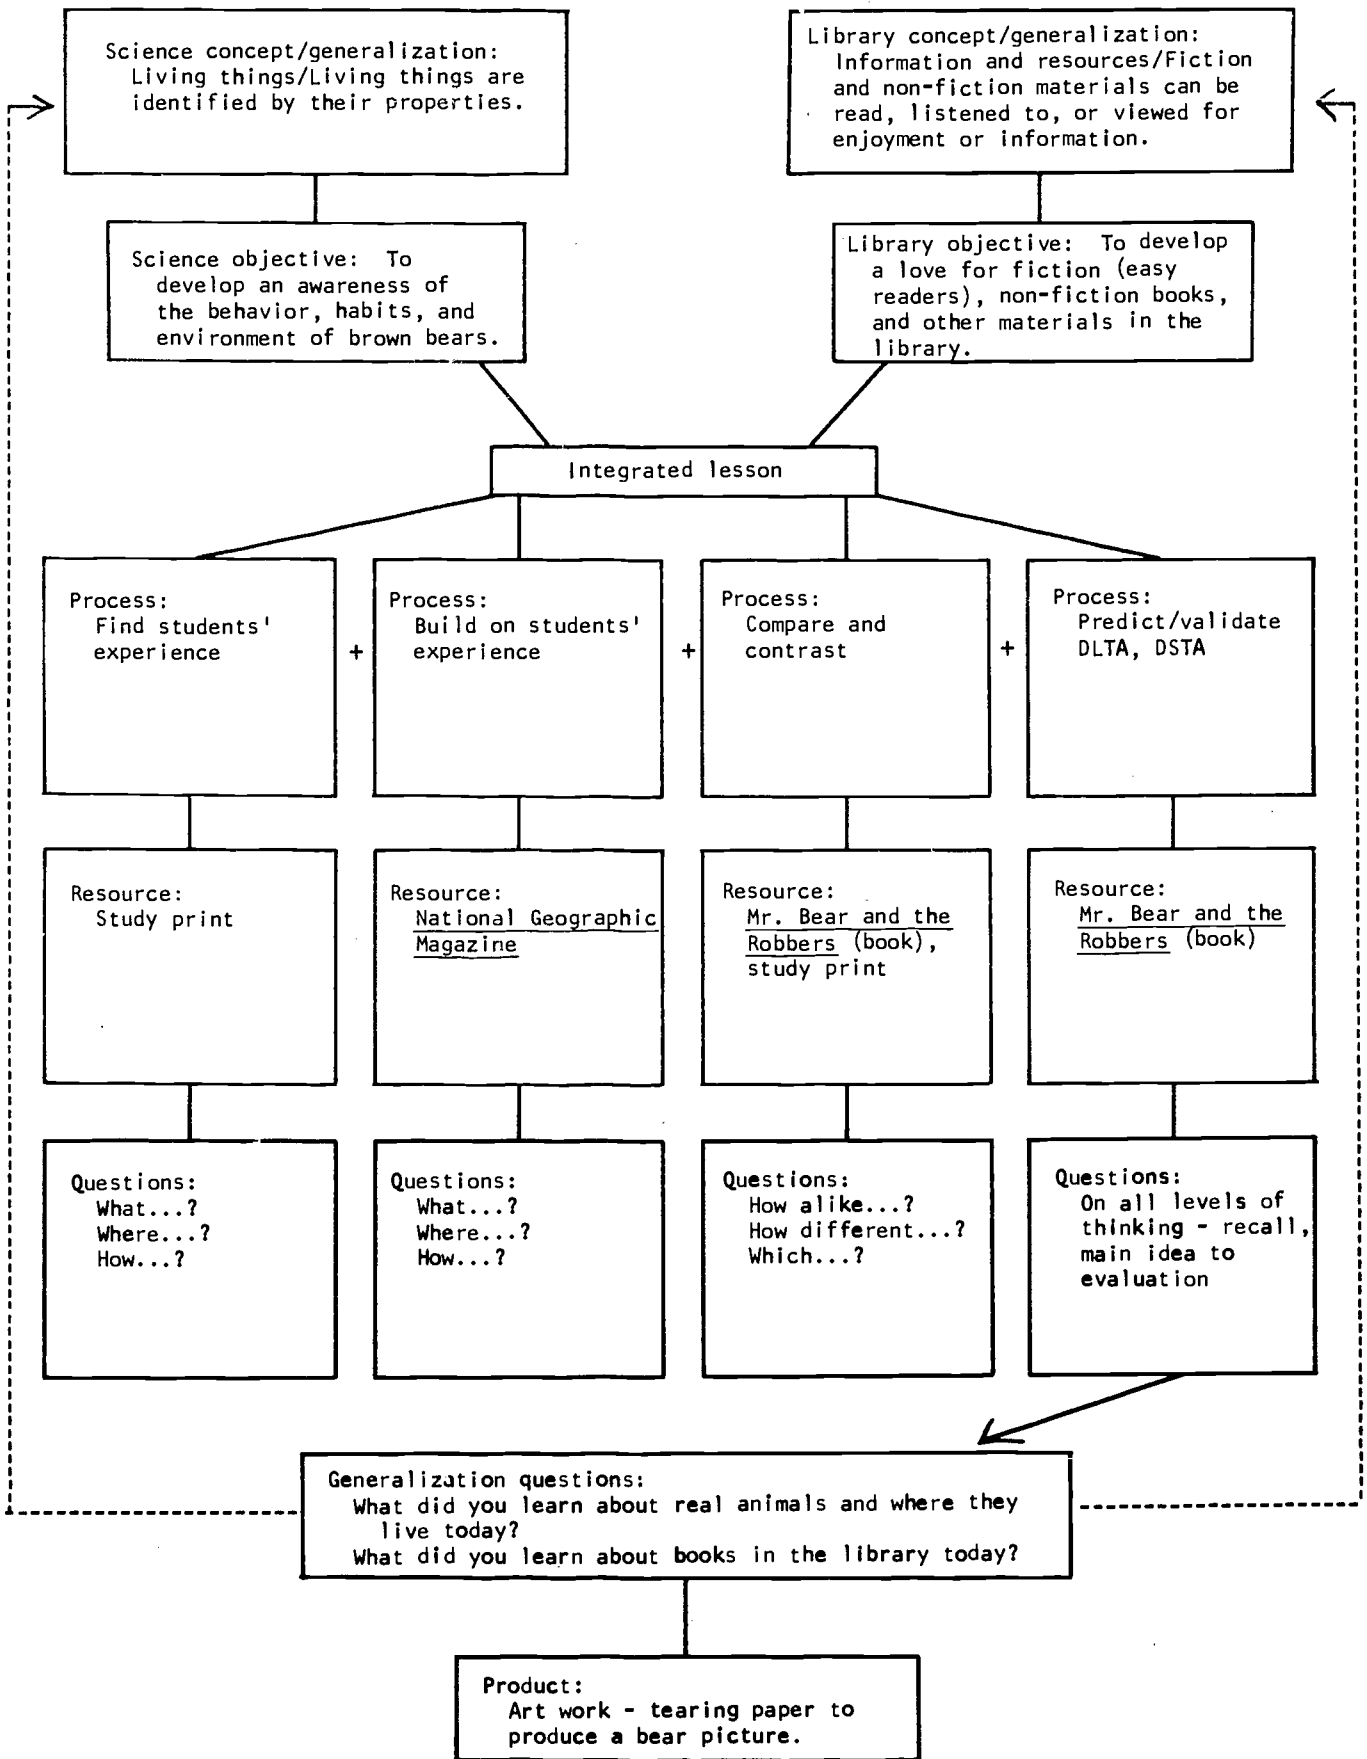 Science concept/generalization:
Living things/Living things are
identified by their properties.
Library concept/generalization:
Information and resources/Fiction
and non-fiction materials can be
read, listened to, or viewed for
enjoyment or information.
Science objective: To
develop an awareness of
the behavior, habits, and
environment of brown bears.
Library objective: To develop
a love for fiction (easy
readers), non-fiction books,
and other materials in the
library.
Integrated lesson
Process:
Find students'
experience
+
Process:
Build on students'
experience
+
Process:
Compare and
contrast
+
Process:
Predict/validate
DLTA, DSTA
Resource:
Study print
Resource:
National Geographic
Magazine
Resource:
Mr. Bear and the
Robbers (book),
study print
Resource:
Mr. Bear and the
Robbers (book)
Questions:
What...?
Where...?
How...?
Questions:
What...?
Where...?
How...?
Questions:
How alike...?
How different...?
Which...?
Questions:
On all levels of
thinking - recall,
main idea to
evaluation
Generalization questions:
What did you learn about real animals and where they
live today?
What did you learn about books in the library today?
Product:
Art work - tearing paper to
produce a bear picture.